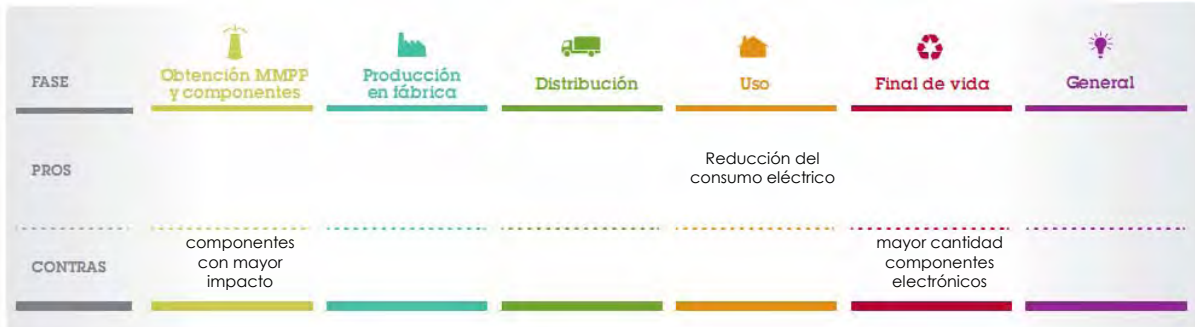 FASE
Obtención MMPP
y componentes
Producción
en fábrica
Distribución
Uso
Final de vida
General
PROS
Reducción del
consumo eléctrico
CONTRAS
componentes
con mayor
impacto
mayor cantidad
componentes
electrónicos